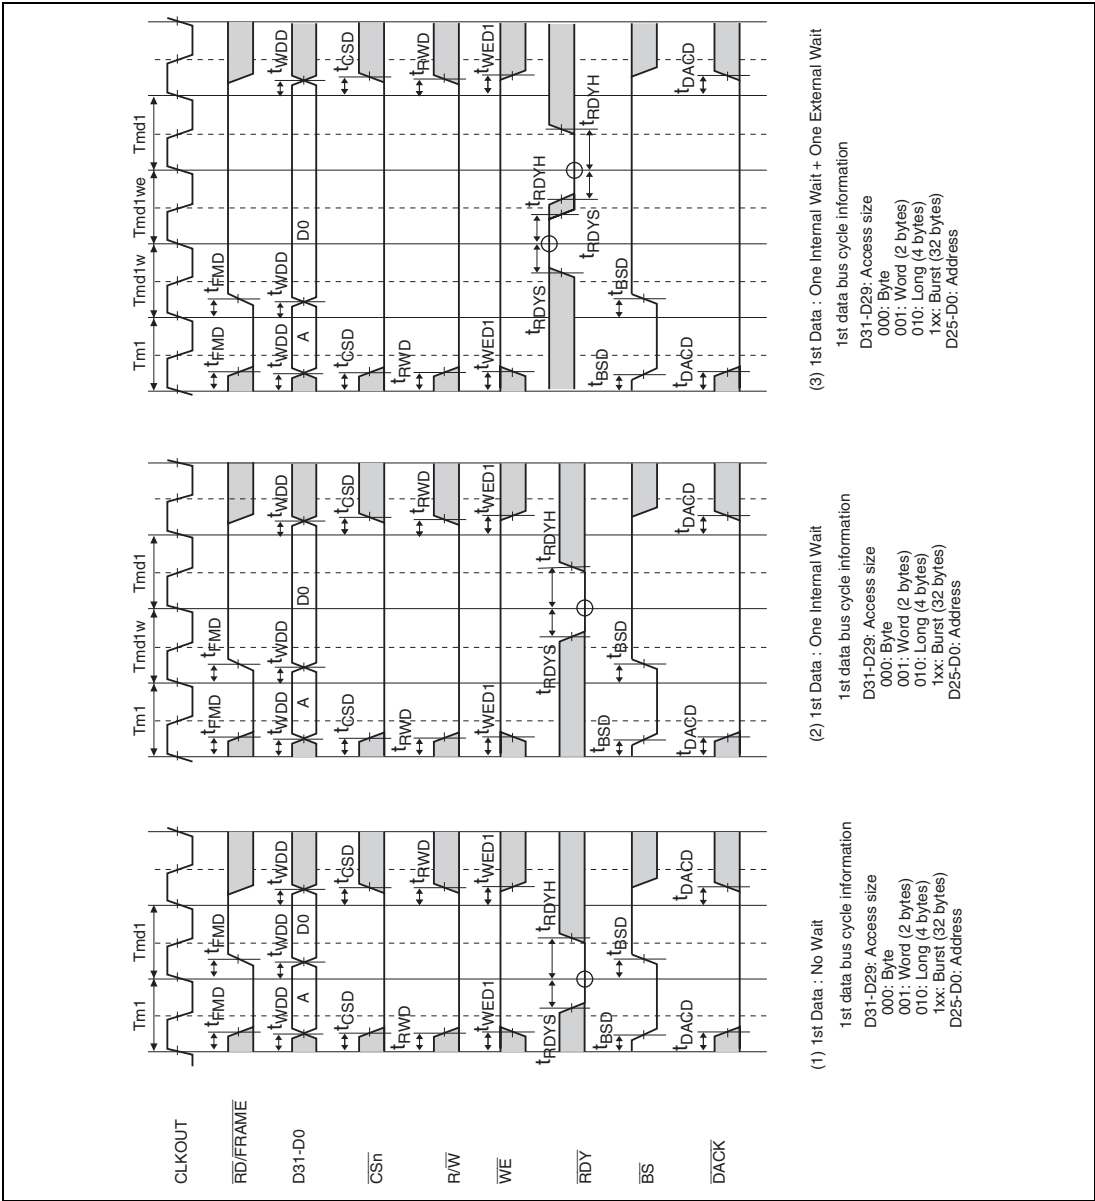 CLKOUT
RD/FRAME
D31-D0
CSn
R/W
WE
RDY
BS
DACK
Tm1
Tmd1
tFMD
tFMD
tWDD
tWDD
tWDD
A
D0
tCSD
tCSD
tRWD
tRWD
tWED1
tWED1
tRDYS
tRDYH
tBSD
tBSD
tDACD
tDACD
(1) 1st Data : No Wait
1st data bus cycle information
D31-D29: Access size
000: Byte
001: Word (2 bytes)
010: Long (4 bytes)
1xx: Burst (32 bytes)
D25-D0: Address
Tm1
Tmd1w
Tmd1
tFMD
tFMD
tWDD
tWDD
tWDD
A
D0
tCSD
tCSD
tRWD
tRWD
tWED1
tWED1
tRDYS
tRDYH
tBSD
tBSD
tDACD
tDACD
(2) 1st Data : One Internal Wait
1st data bus cycle information
D31-D29: Access size
000: Byte
001: Word (2 bytes)
010: Long (4 bytes)
1xx: Burst (32 bytes)
D25-D0: Address
Tm1
Tmd1w
Tmd1we
Tmd1
tFMD
tFMD
tWDD
tWDD
tWDD
A
D0
tCSD
tCSD
tRWD
tRWD
tWED1
tWED1
tRDYS
tRDYH
tRDYS
tRDYH
tBSD
tBSD
tDACD
tDACD
(3) 1st Data : One Internal Wait + One External Wait
1st data bus cycle information
D31-D29: Access size
000: Byte
001: Word (2 bytes)
010: Long (4 bytes)
1xx: Burst (32 bytes)
D25-D0: Address